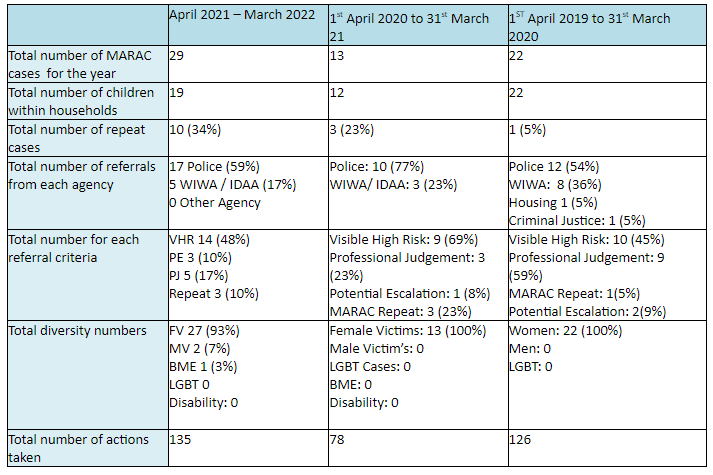 April 2021 – March 2022
1st April 2020 to 31st March
21
1ST April 2019 to 31st March
2020
Total number of MARAC
cases for the year
29
13
22
Total number of children
within households
19
12
22
Total number of repeat
cases
10 (34%)
3 (23%)
1 (5%)
Total number of referrals
from each agency
17 Police (59%)
5 WIWA / IDAA (17%)
0 Other Agency
Police: 10 (77%)
WIWA/ IDAA: 3 (23%)
Police 12 (54%)
WIWA: 8 (36%)
Housing 1 (5%)
Criminal Justice: 1 (5%)
Total number for each
referral criteria
VHR 14 (48%)
PE 3 (10%)
PJ 5 (17%)
Repeat 3 (10%)
Visible High Risk: 9 (69%)
Professional Judgement: 3
(23%)
Potential Escalation: 1 (8%)
MARAC Repeat: 3 (23%)
Visible High Risk: 10 (45%)
Professional Judgement: 9
(59%)
MARAC Repeat: 1(5%)
Potential Escalation: 2(9%)
Total diversity numbers
FV 27 (93%)
MV 2 (7%)
BME 1 (3%)
LGBT 0
Disability: 0
Female Victims: 13 (100%)
Male Victim's: 0
LGBT Cases: 0
BME: 0
Disability: 0
Women: 22 (100%)
Men: 0
LGBT: 0
Total number of actions
taken
135
78
126